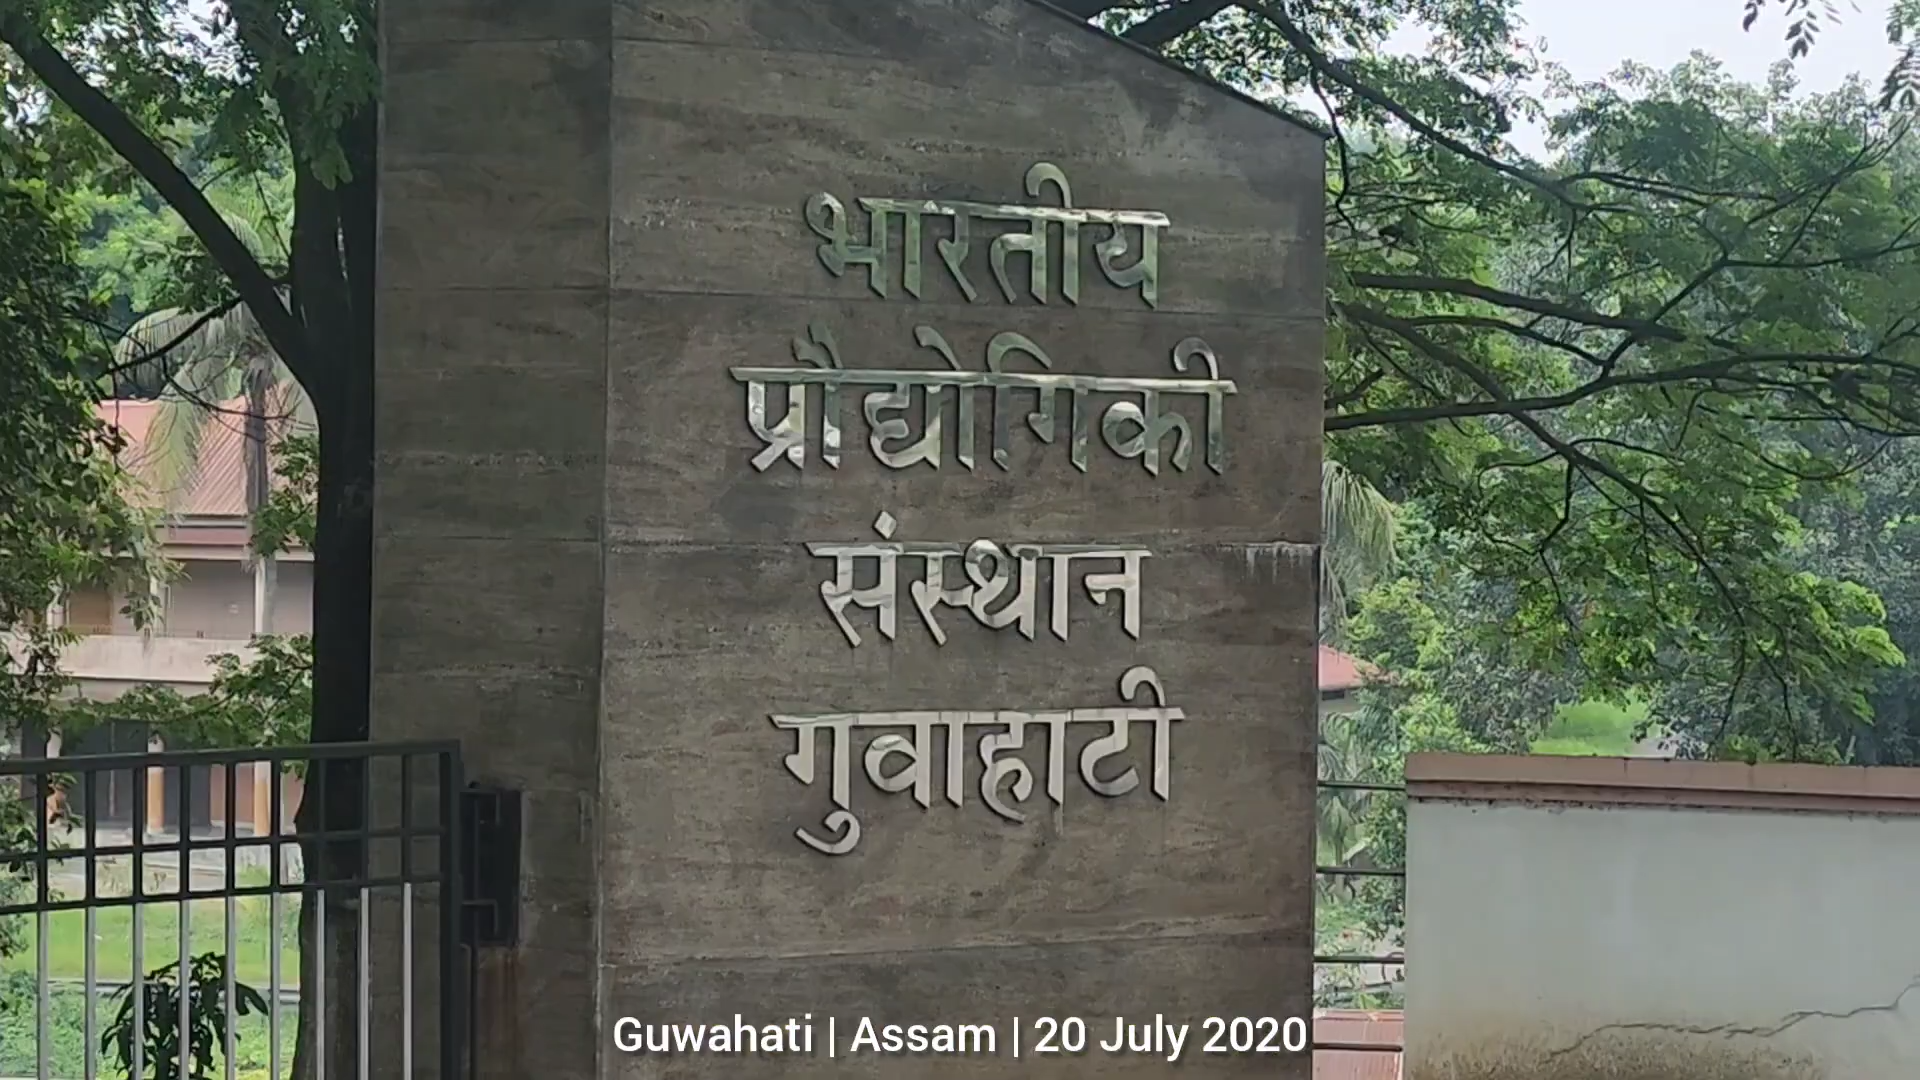 भारतीय
प्रौद्योगिकी
संस्थान
गुवाहाटी
Guwahati | Assam | 20 July 2020